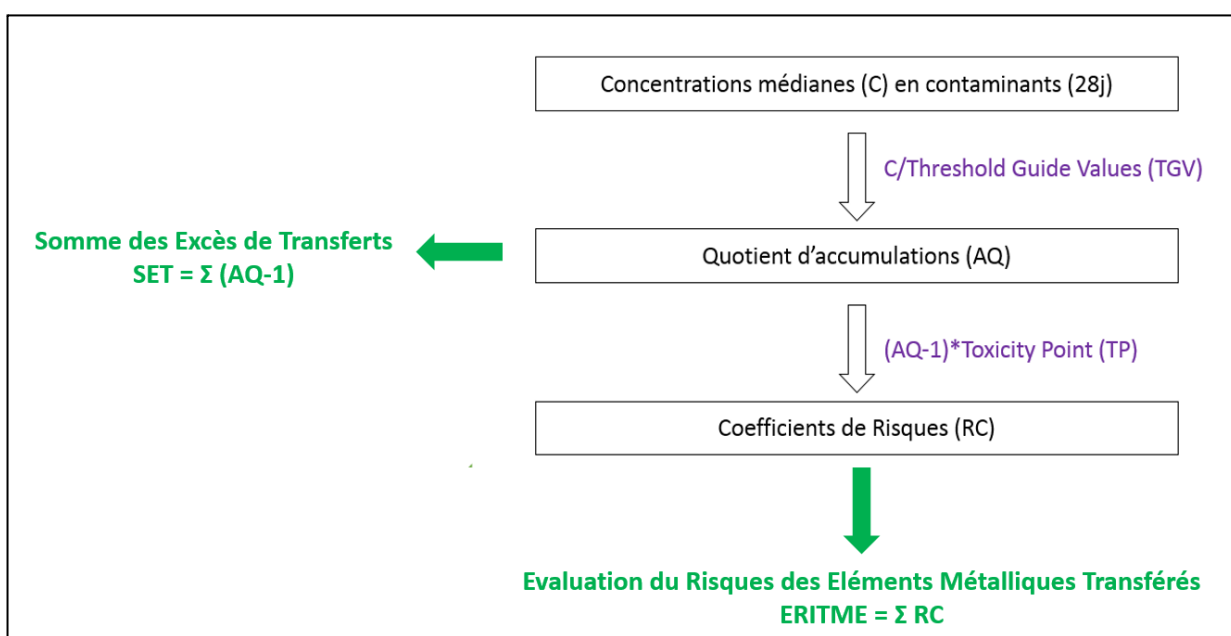 Concentrations médianes (C) en contaminants (28j)
C/Threshold Guide Values (TGV)
Somme des Excès de Transferts
SET = Σ (AQ-1)
Quotient d’accumulations (AQ)
(AQ-1)*Toxicity Point (TP)
Coefficients de Risques (RC)
Evaluation du Risques des Eléments Métalliques Transférés
ERITME = Σ RC